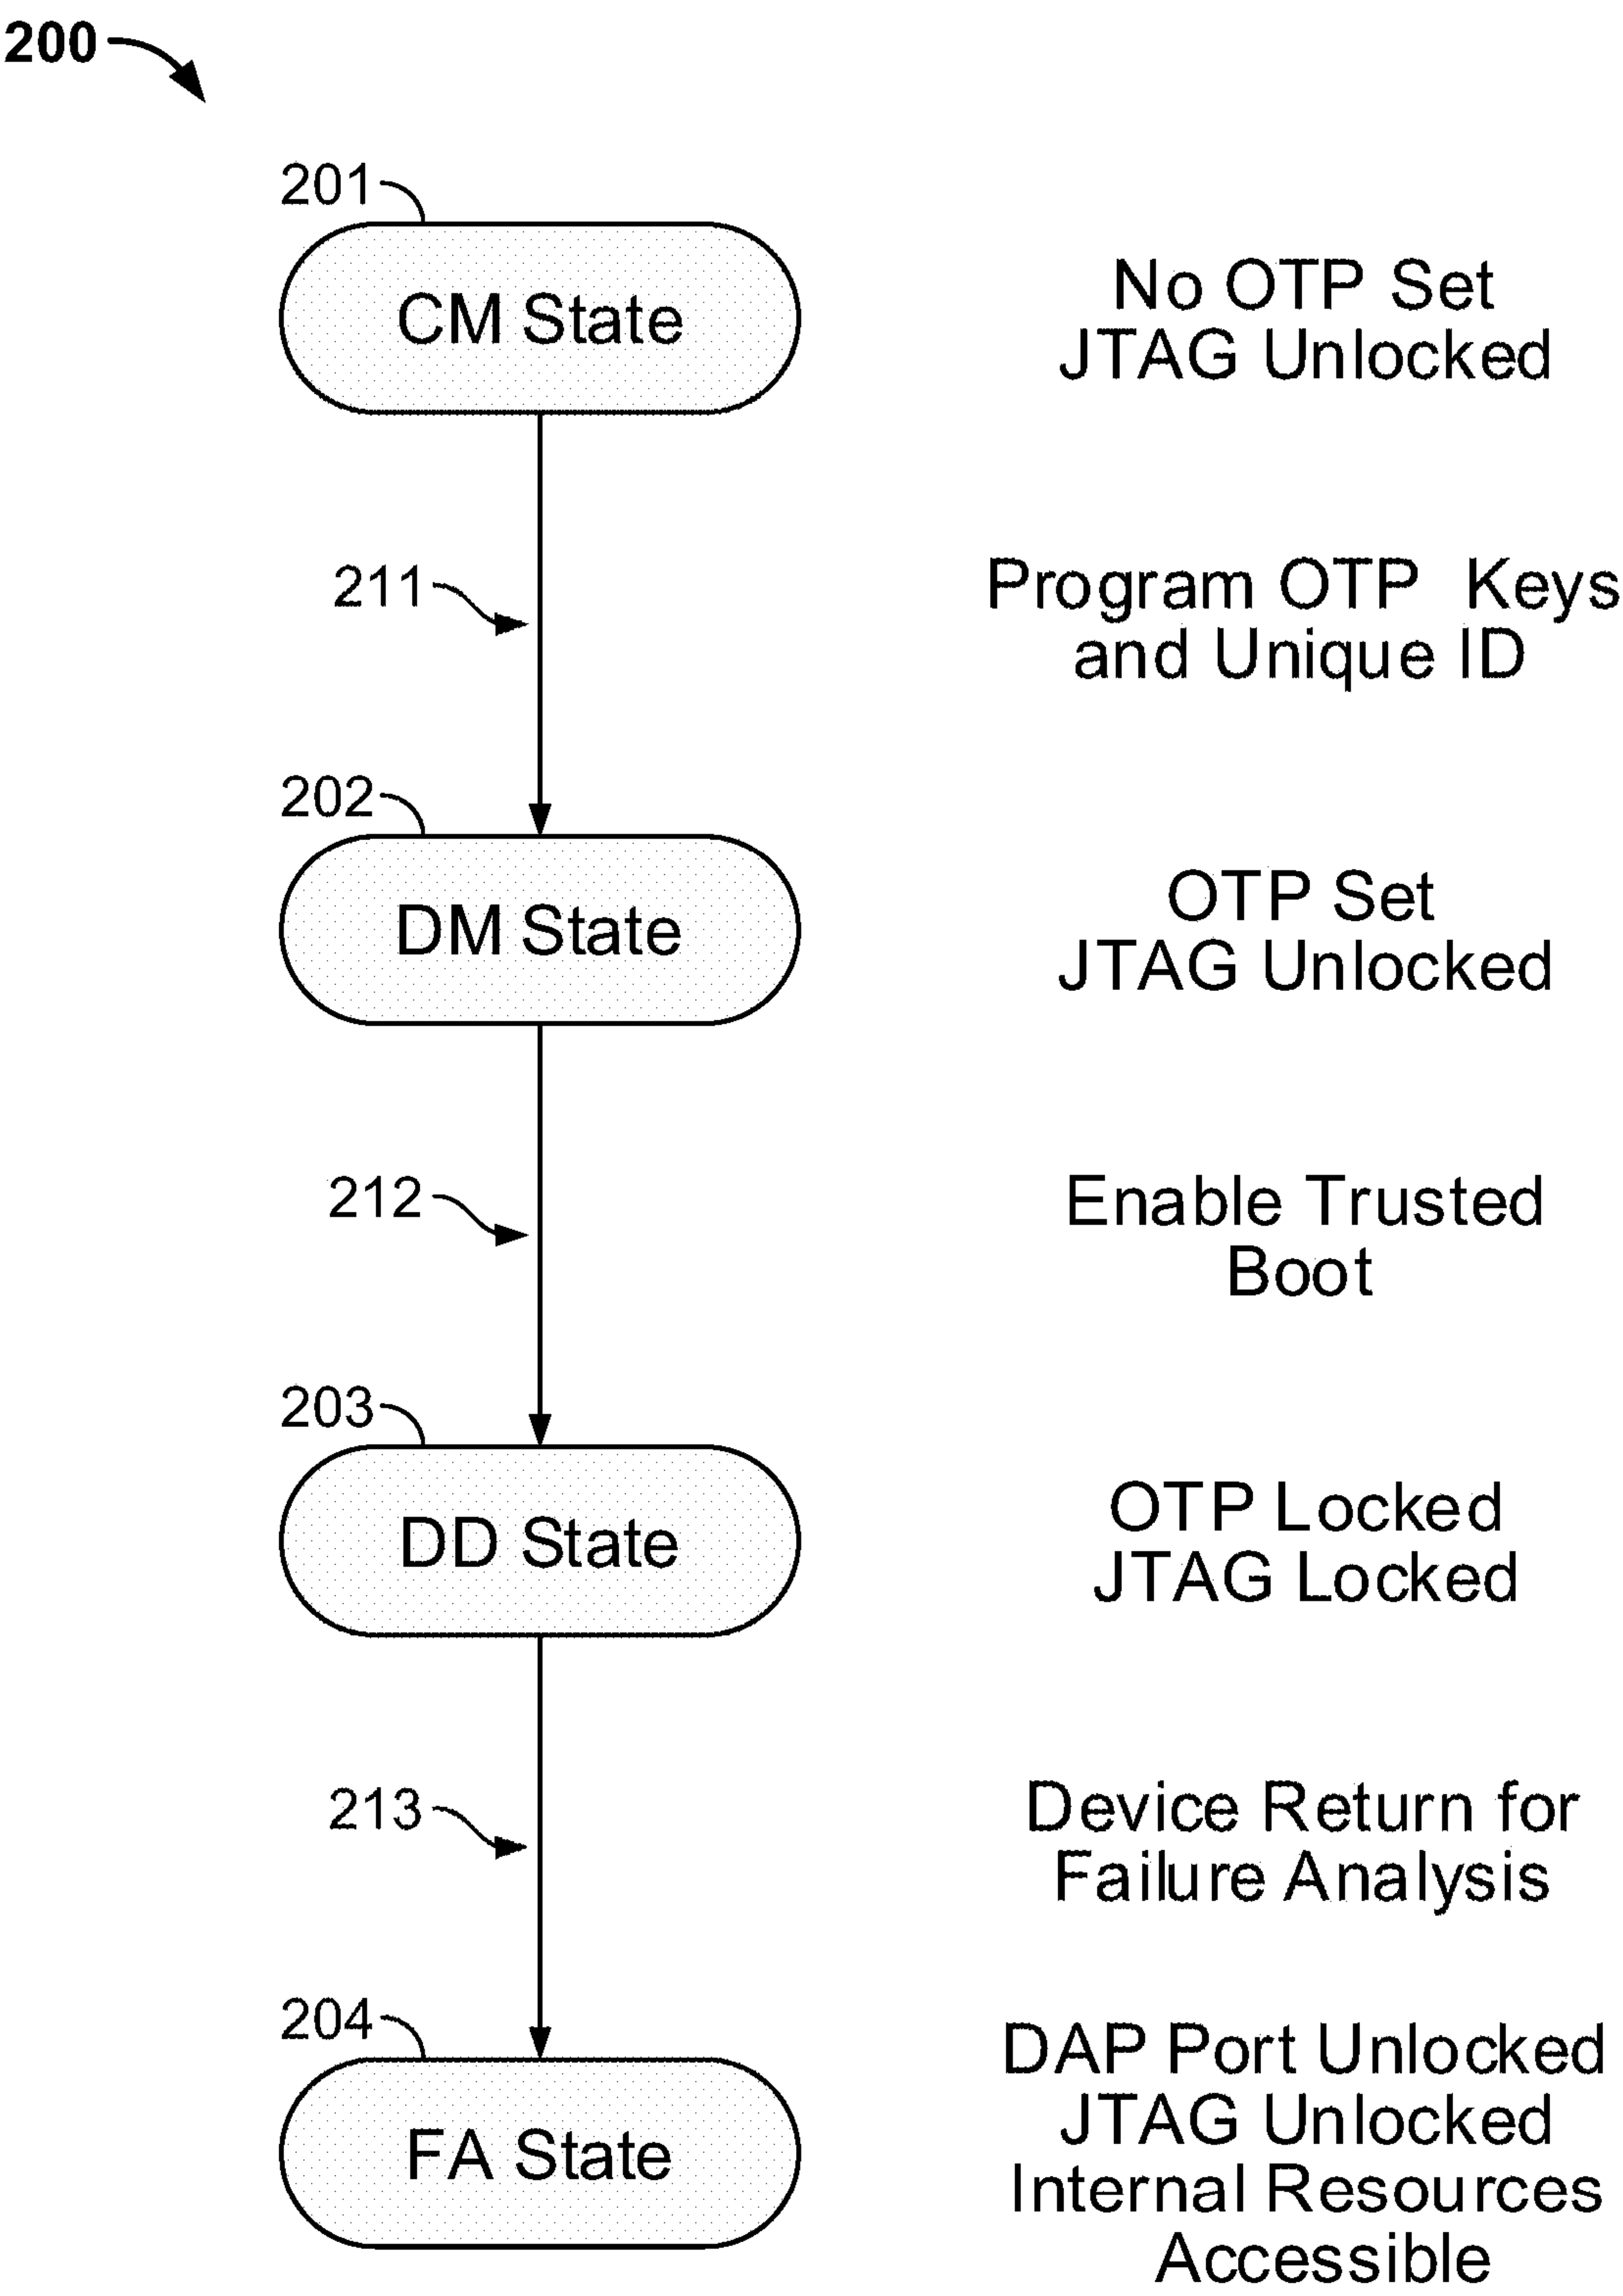 200
201
CM State
No OTP Set
JTAG Unlocked
211
Program OTP Keys
and Unique ID
202
DM State
OTP Set
JTAG Unlocked
212
Enable Trusted
Boot
203
DD State
OTP Locked
JTAG Locked
213
Device Return for
Failure Analysis
204
FA State
DAP Port Unlocked
JTAG Unlocked
Internal Resources
Accessible